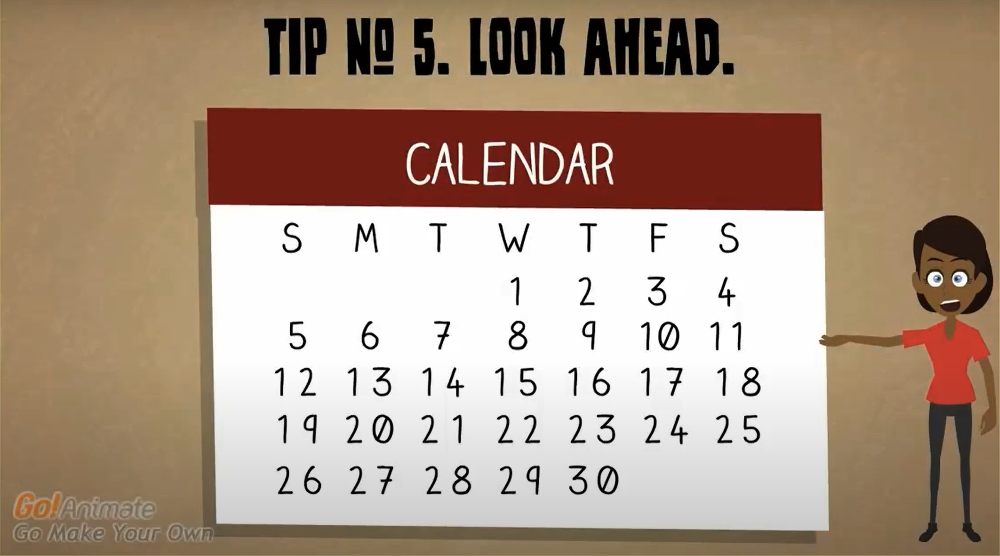 TIP Nº 5. LOOK AHEAD.
CALENDAR
S M T W T F S
1 2 3 4
5 6 7 8 9 10 11
12 13 14 15 16 17 18
19 20 21 22 23 24 25
26 27 28 29 30
Go!Animate
Go Make Your Own